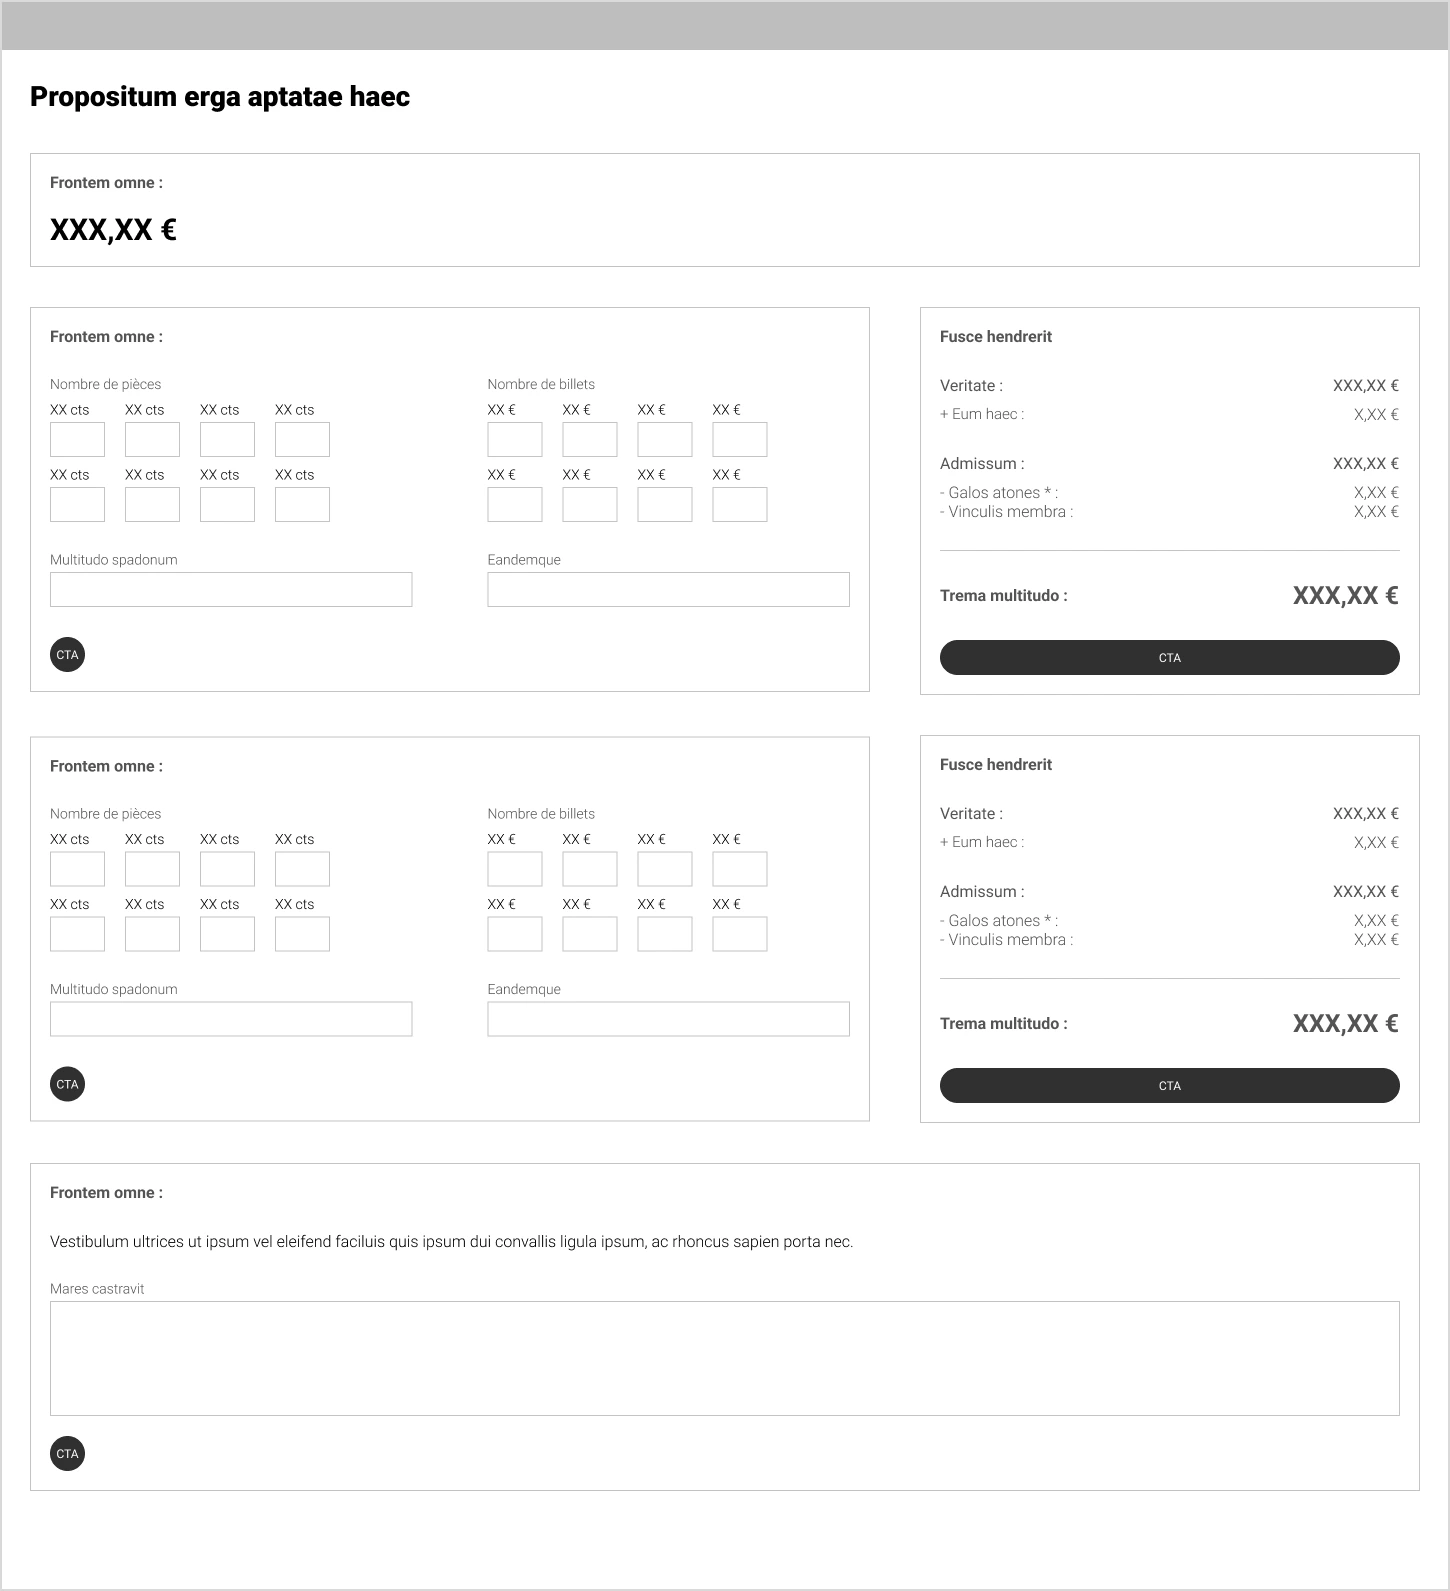 Propositum erga aptatae haec
Frontem omne :
XXX,XX €
Frontem omne :
Nombre de pièces
XX cts XX cts XX cts XX cts
XX cts XX cts XX cts XX cts
Nombre de billets
XX € XX € XX € XX €
XX € XX € XX € XX €
Multitudo spadonum
Eandemque
CTA
Fusce hendrerit
Veritate : XXX,XX €
+ Eum haec : X,XX €
Admissum : XXX,XX €
- Galos atones * : X,XX €
- Vinculis membra : X,XX €
Trema multitudo : XXX,XX €
CTA
Frontem omne :
Nombre de pièces
XX cts XX cts XX cts XX cts
XX cts XX cts XX cts XX cts
Nombre de billets
XX € XX € XX € XX €
XX € XX € XX € XX €
Multitudo spadonum
Eandemque
CTA
Fusce hendrerit
Veritate : XXX,XX €
+ Eum haec : X,XX €
Admissum : XXX,XX €
- Galos atones * : X,XX €
- Vinculis membra : X,XX €
Trema multitudo : XXX,XX €
CTA
Frontem omne :
Vestibulum ultrices ut ipsum vel eleifend faciluis quis ipsum dui convallis ligula ipsum, ac rhoncus sapien porta nec.
Mares castravit
CTA